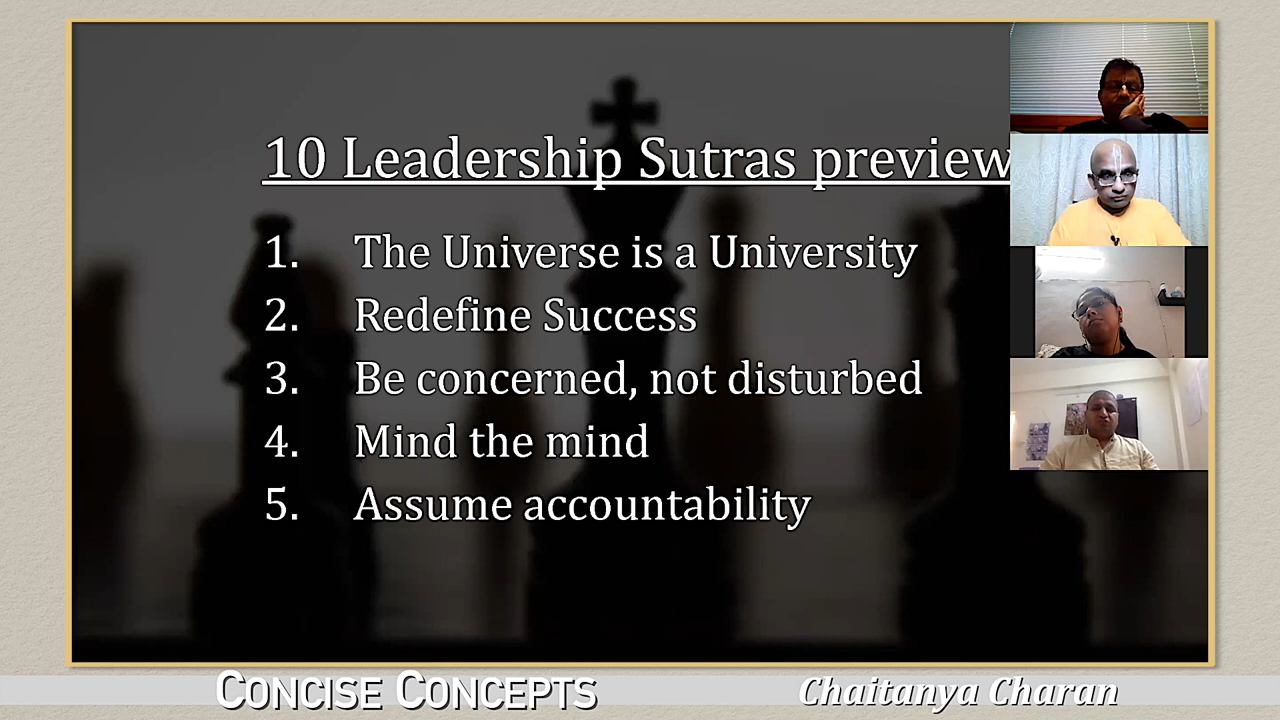 10 Leadership Sutras preview
1. The Universe is a University
2. Redefine Success
3. Be concerned, not disturbed
4. Mind the mind
5. Assume accountability
CONCISE CONCEPTS
Chaitanya Charan